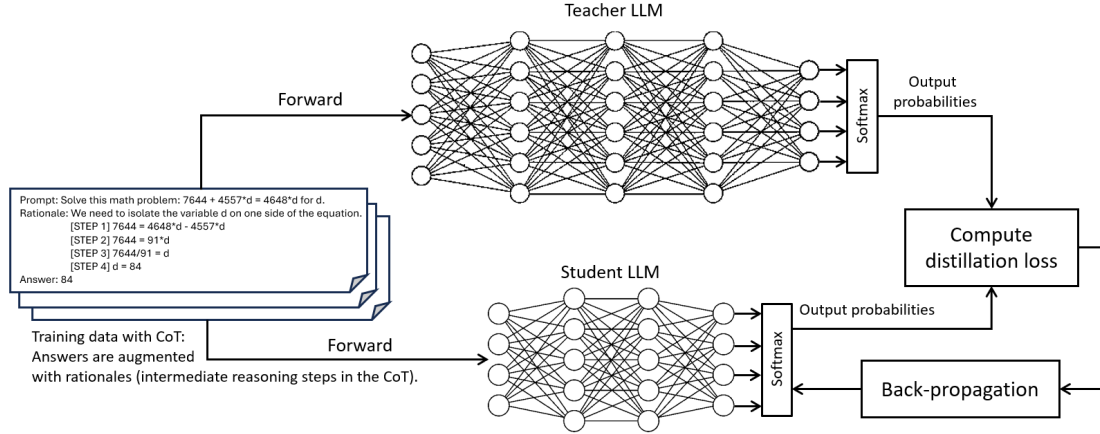 Teacher LLM
Forward
Softmax
Output
probabilities
Prompt: Solve this math problem: 7644 + 4557*d = 4648*d for d.
Rationale: We need to isolate the variable d on one side of the equation.
[STEP 1] 7644 = 4648*d - 4557*d
[STEP 2] 7644 = 91*d
[STEP 3] 7644/91 = d
[STEP 4] d = 84
Answer: 84
Compute
distillation loss
Student LLM
Output probabilities
Training data with CoT:
Answers are augmented
with rationales (intermediate reasoning steps in the CoT).
Forward
Softmax
Back-propagation